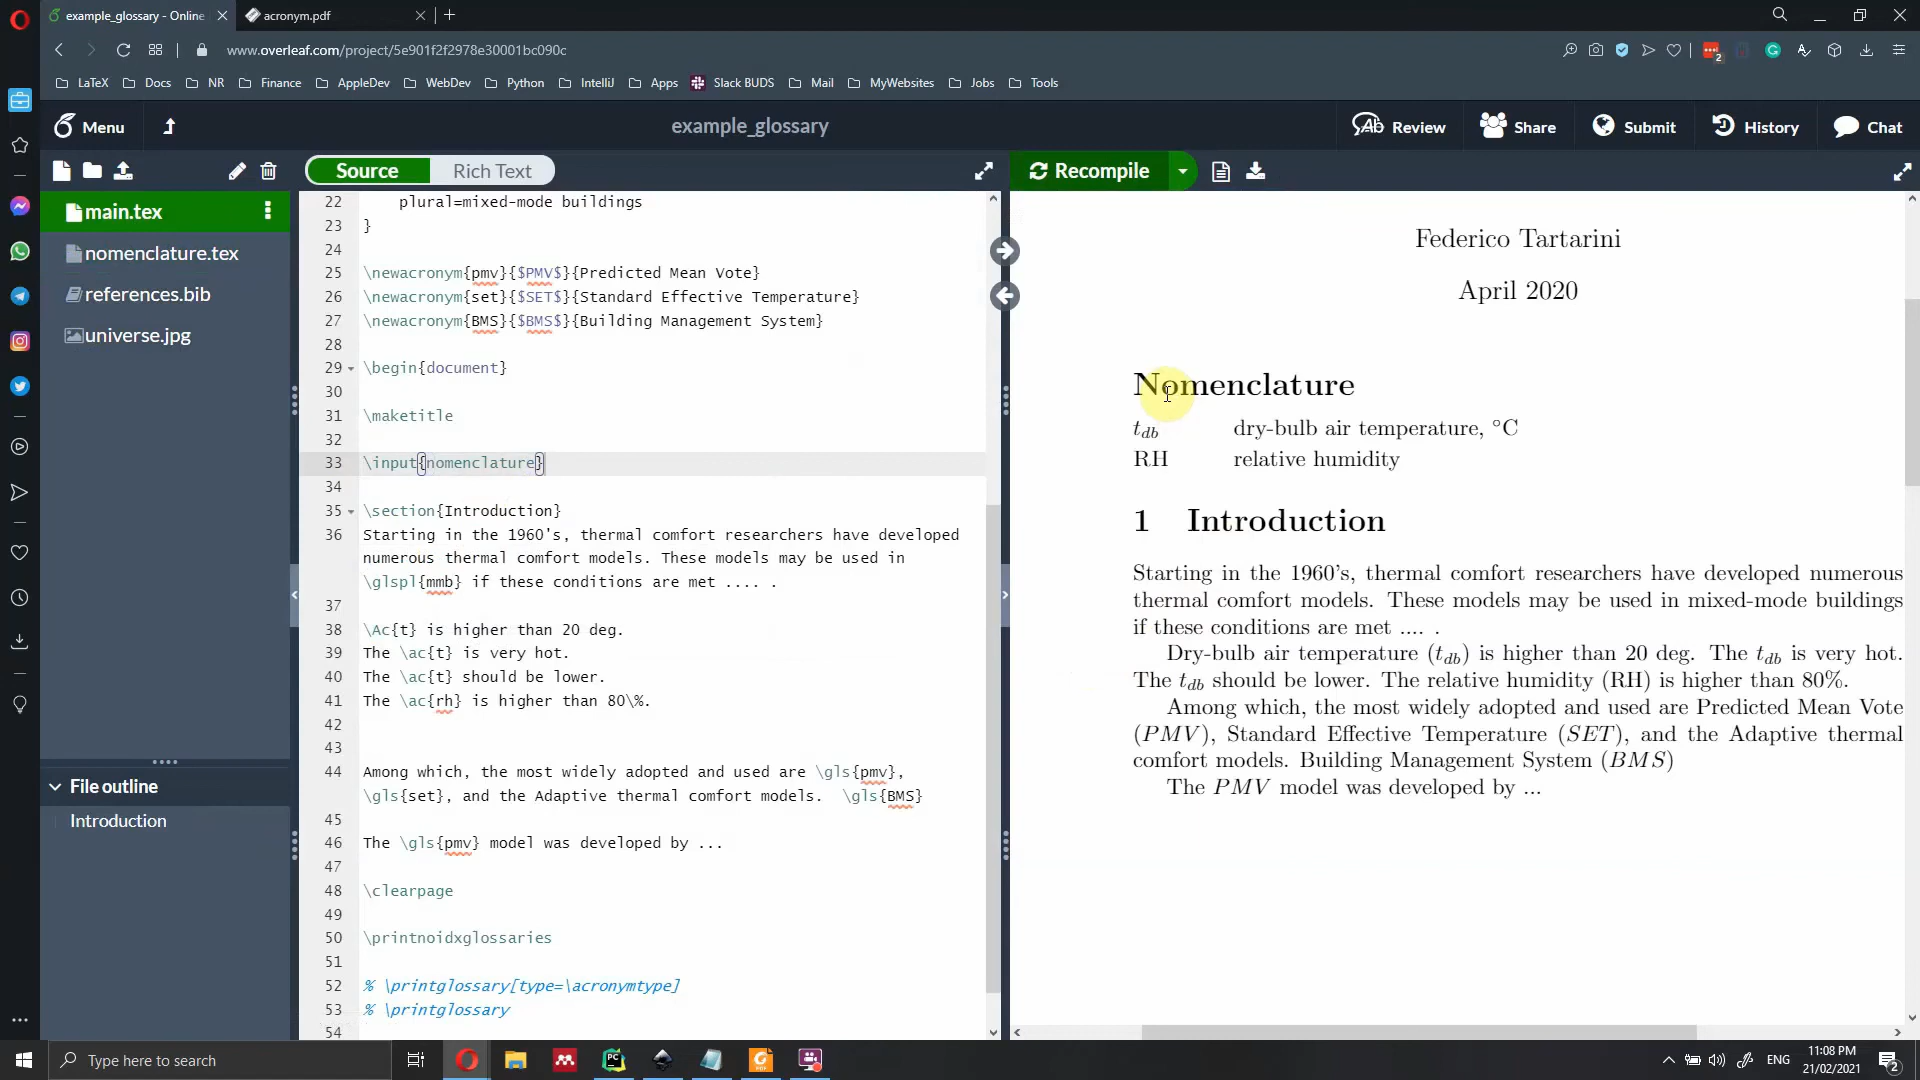 example_glossary - Online
acronym.pdf
www.overleaf.com/project/5e901f2f2978e30001bc090c
2
LaTeX
Docs
NR
Finance
AppleDev
WebDev
Python
IntelliJ
Apps
Slack BUDS
Mail
MyWebsites
Jobs
Tools
Menu
example_glossary
Review
Share
Submit
History
Chat
Source
Rich Text
Recompile
main.tex
nomenclature.tex
references.bib
universe.jpg
File outline
Introduction
22 plural=mixed-mode buildings
23 }
24
25 \newacronym{pmv}{$PMV$}{Predicted Mean Vote}
26 \newacronym{set}{$SET$}{Standard Effective Temperature}
27 \newacronym{BMS}{$BMS$}{Building Management System}
28
29 \begin{document}
30
31 \maketitle
32
33 \input{nomenclature}
34
35 \section{Introduction}
36 Starting in the 1960's, thermal comfort researchers have developed
numerous thermal comfort models. These models may be used in
\glspl{mmb} if these conditions are met .... .
37
38 \Ac{t} is higher than 20 deg.
39 The \ac{t} is very hot.
40 The \ac{t} should be lower.
41 The \ac{rh} is higher than 80\%.
42
43
44 Among which, the most widely adopted and used are \gls{pmv},
\gls{set}, and the Adaptive thermal comfort models. \gls{BMS}
45
46 The \gls{pmv} model was developed by ...
47
48 \clearpage
49
50 \printnoidxglossaries
51
52 % \printglossary[type=\acronymtype]
53 % \printglossary
54
Federico Tartarini
April 2020
Nomenclature
t_db dry-bulb air temperature, °C
RH relative humidity
1 Introduction
Starting in the 1960's, thermal comfort researchers have developed numerous
thermal comfort models. These models may be used in mixed-mode buildings
if these conditions are met .... .
Dry-bulb air temperature (t_db) is higher than 20 deg. The t_db is very hot.
The t_db should be lower. The relative humidity (RH) is higher than 80%.
Among which, the most widely adopted and used are Predicted Mean Vote
(PMV), Standard Effective Temperature (SET), and the Adaptive thermal
comfort models. Building Management System (BMS)
The PMV model was developed by ...
Type here to search
PC
ENG
11:08 PM
21/02/2021
2